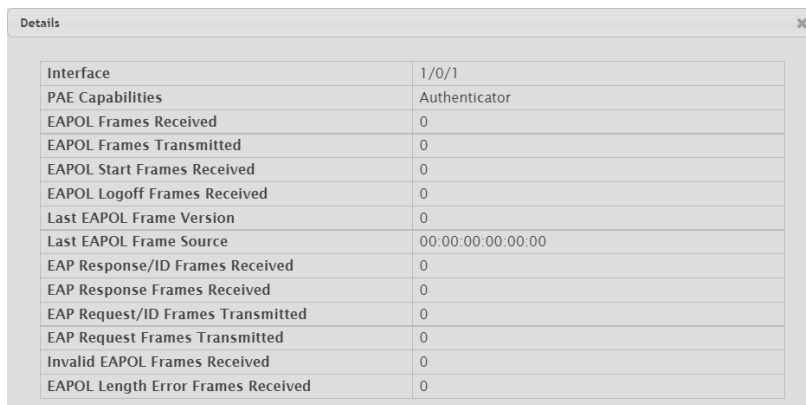 Details
Interface 1/0/1
PAE Capabilities Authenticator
EAPOL Frames Received 0
EAPOL Frames Transmitted 0
EAPOL Start Frames Received 0
EAPOL Logoff Frames Received 0
Last EAPOL Frame Version 0
Last EAPOL Frame Source 00:00:00:00:00:00
EAP Response/ID Frames Received 0
EAP Response Frames Received 0
EAP Request/ID Frames Transmitted 0
EAP Request Frames Transmitted 0
Invalid EAPOL Frames Received 0
EAPOL Length Error Frames Received 0